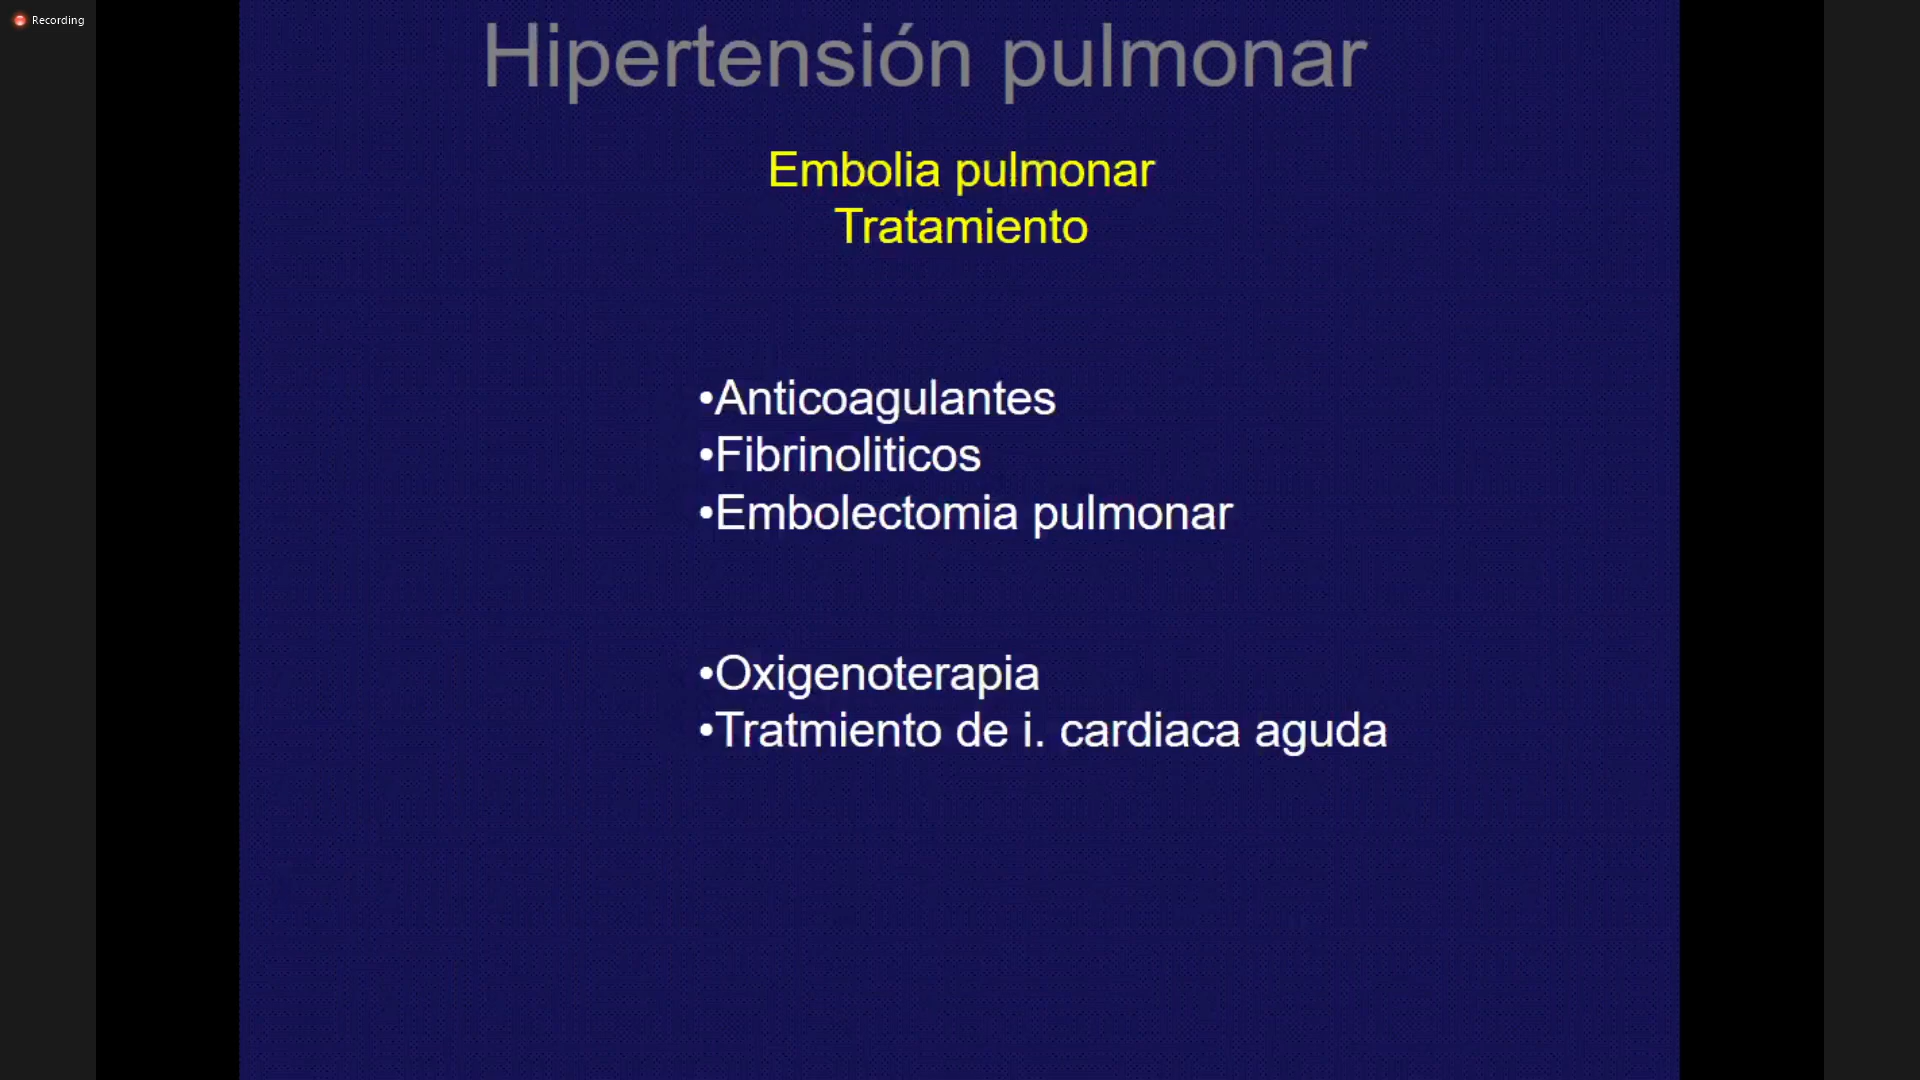 Recording
Hipertensión pulmonar
Embolia pulmonar
Tratamiento
•Anticoagulantes
•Fibrinoliticos
•Embolectomia pulmonar
•Oxigenoterapia
•Tratmiento de i. cardiaca aguda